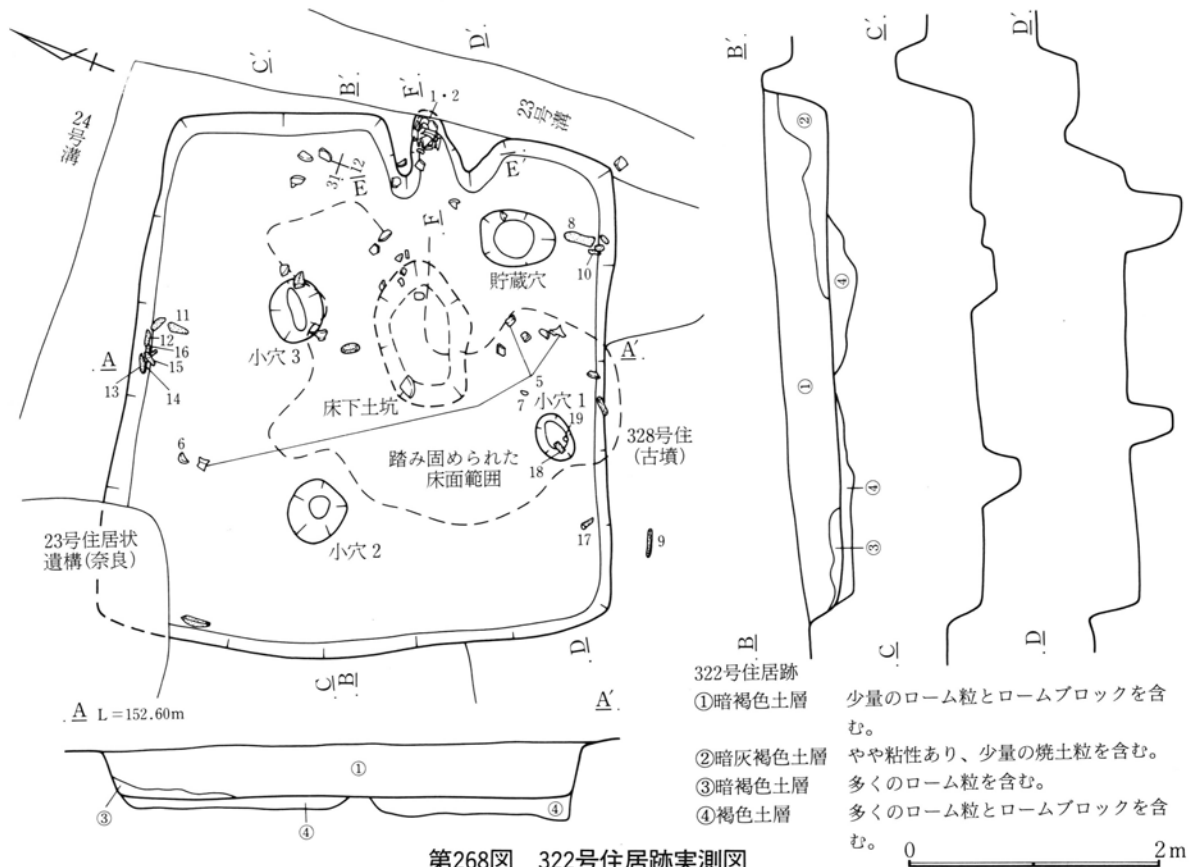 D′.
C′.
B′.
E′.
1・2
23号溝
24号溝
31
12
E
E′
E
8
10
貯蔵穴
11
12
16
15
14
13
A
A′
小穴3
5
7
小穴1
19
18
床下土坑
328号住
(古墳)
6
踏み固められた
床面範囲
小穴2
17
9
23号住居状
遺構(奈良)
D
C
B
A L=152.60m
A′
①
③
④
④
B′
C′
D′
②
④
①
④
③
B
C
D
322号住居跡
①暗褐色土層 少量のローム粒とロームブロックを含
む。
②暗灰褐色土層 やや粘性あり、少量の焼土粒を含む。
③暗褐色土層 多くのローム粒を含む。
④褐色土層 多くのローム粒とロームブロックを含
む。
0 2m
第268図 322号住居跡実測図